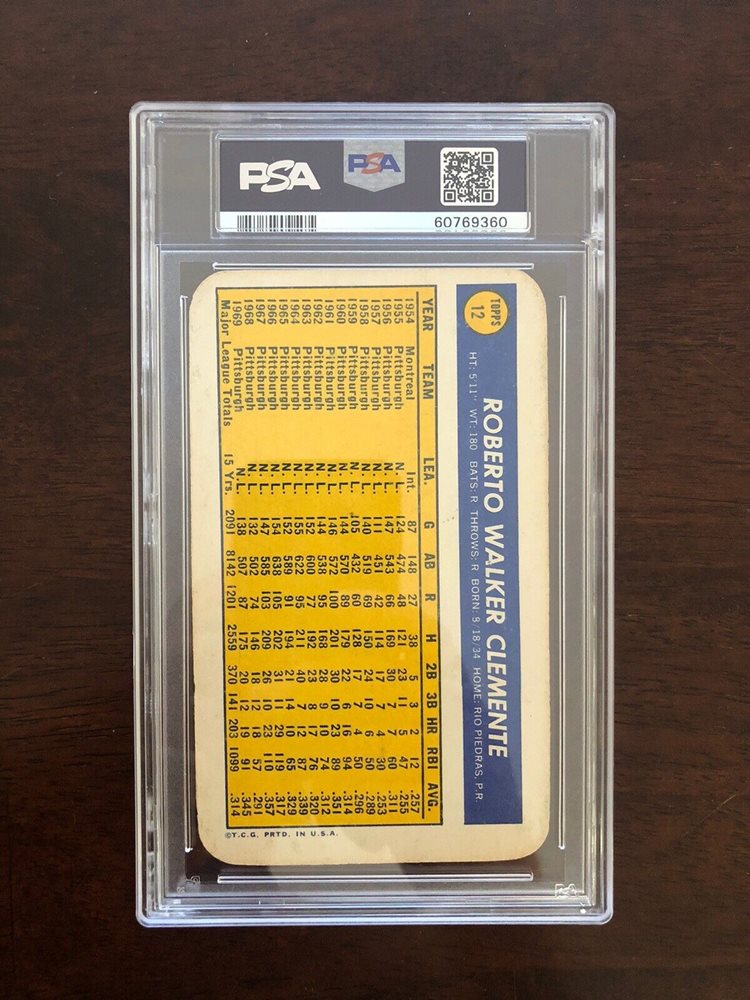 PSA PSA
60769360
TOPPS
12
ROBERTO WALKER CLEMENTE
HT: 5'11" WT: 180 BATS: R THROWS: R BORN: 8/18/34 HOME: RIO PIEDRAS, P.R.
YEAR TEAM LEA. G AB R H 2B 3B HR RBI AVG.
1954 Montreal Int. 87 148 27 38 5 3 2 12 .257
1955 Pittsburgh N.L. 124 474 48 121 23 11 5 47 .255
1956 Pittsburgh N.L. 147 543 66 169 30 7 7 60 .311
1957 Pittsburgh N.L. 111 451 42 114 17 7 4 30 .253
1958 Pittsburgh N.L. 140 519 69 150 24 10 6 50 .289
1959 Pittsburgh N.L. 105 432 60 128 17 7 4 50 .296
1960 Pittsburgh N.L. 144 570 89 179 22 6 16 94 .314
1961 Pittsburgh N.L. 146 572 100 201 30 10 23 89 .351
1962 Pittsburgh N.L. 144 538 95 168 28 9 10 74 .312
1963 Pittsburgh N.L. 152 600 77 192 23 8 17 76 .320
1964 Pittsburgh N.L. 155 622 95 211 40 7 12 87 .339
1965 Pittsburgh N.L. 152 589 91 194 21 14 10 65 .329
1966 Pittsburgh N.L. 154 638 105 202 31 11 29 119 .317
1967 Pittsburgh N.L. 147 585 103 209 26 10 23 110 .357
1968 Pittsburgh N.L. 132 502 74 146 18 12 18 57 .291
1969 Pittsburgh N.L. 138 507 87 175 20 12 19 91 .345
Major League Totals 15 Yrs. 2091 8142 1201 2559 370 141 203 1099 .314
©T.C.G. PRTD. IN U.S.A.